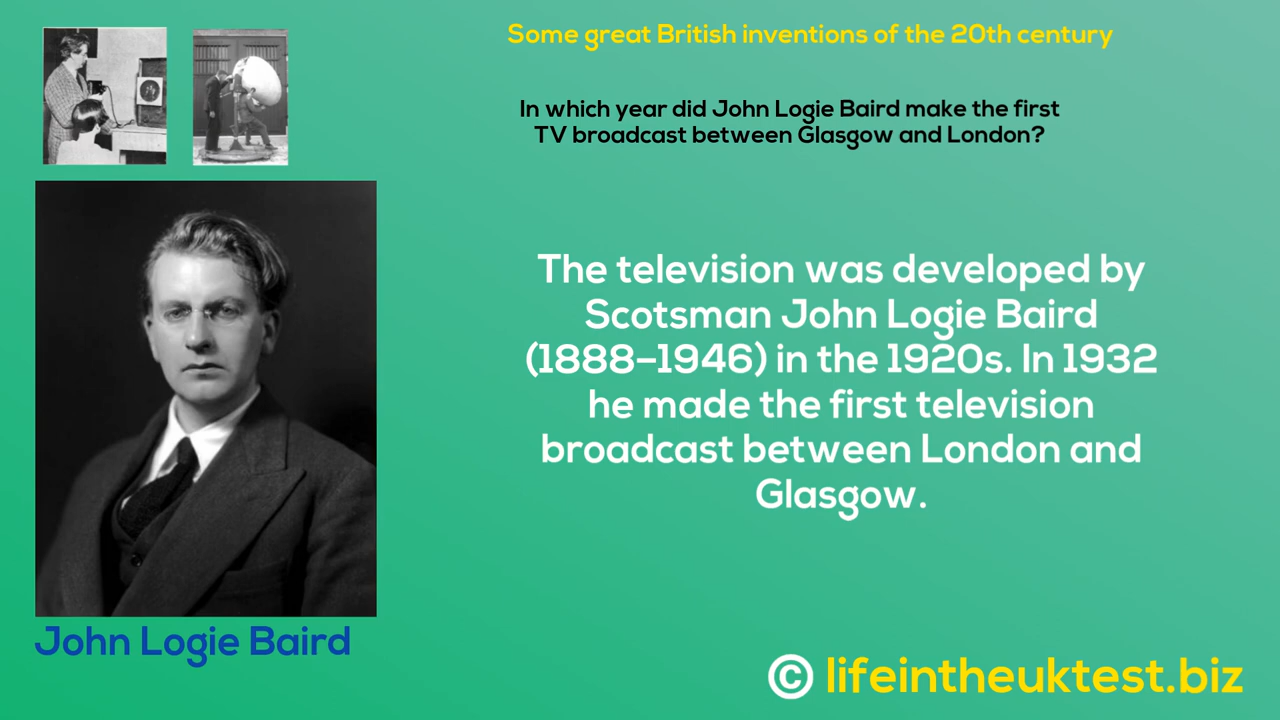 Some great British inventions of the 20th century
In which year did John Logie Baird make the first
TV broadcast between Glasgow and London?
The television was developed by
Scotsman John Logie Baird
(1888–1946) in the 1920s. In 1932
he made the first television
broadcast between London and
Glasgow.
John Logie Baird
© lifeintheuktest.biz